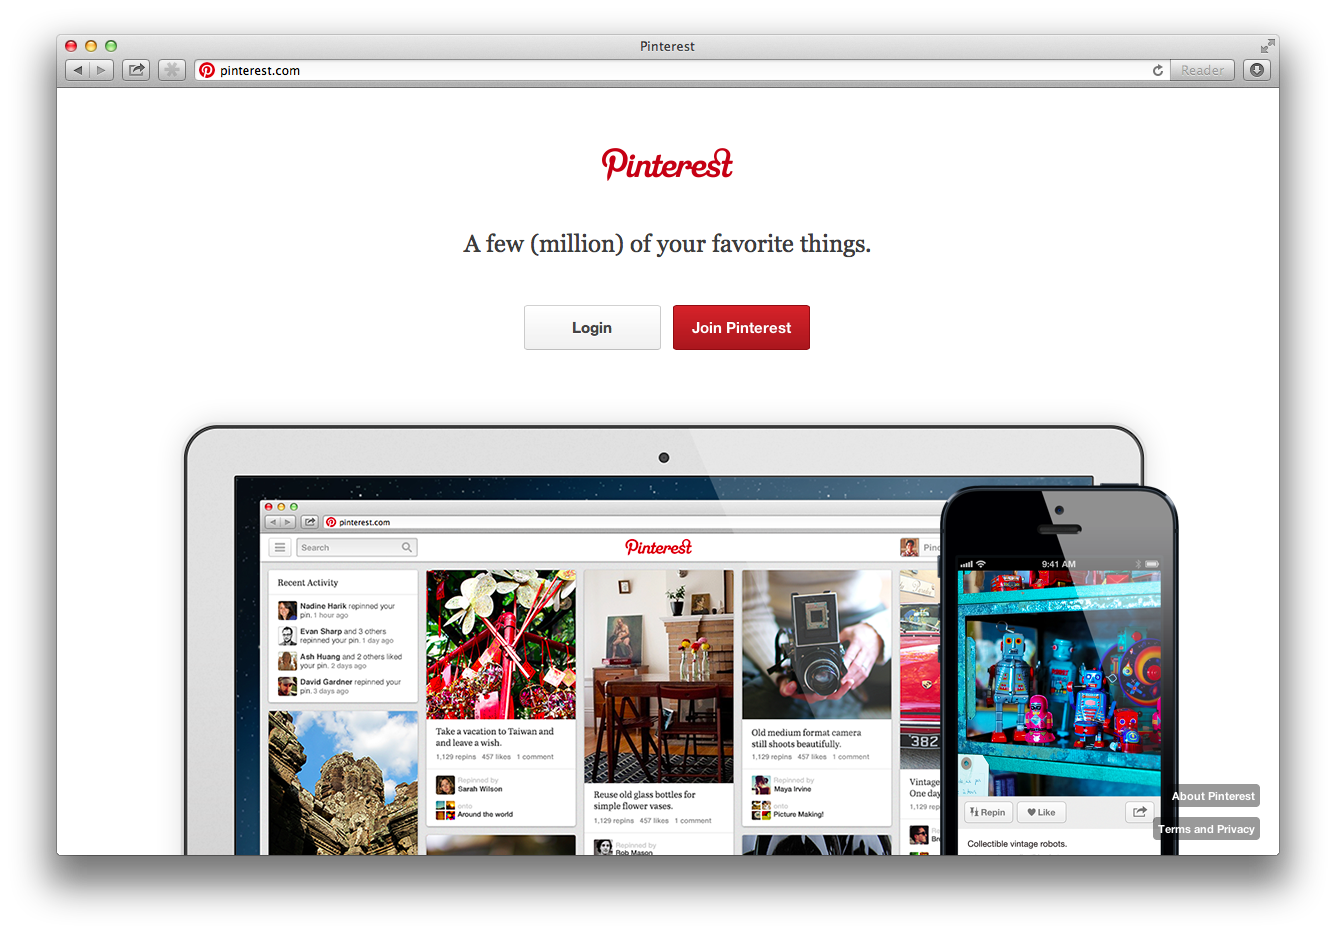 Pinterest
pinterest.com
Reader
Pinterest
A few (million) of your favorite things.
Login
Join Pinterest
pinterest.com
Search
Pinterest
Recent Activity
Nadine Harik repinned your
pin. 1 hour ago
Evan Sharp and 3 others
repinned your pin. 1 day ago
Ash Huang and 2 others liked
your pin. 2 days ago
David Gardner repinned your
pin. 3 days ago
Take a vacation to Taiwan and
and leave a wish.
1,129 repins 457 likes 1 comment
Repinned by
Sarah Wilson
onto
Around the world
Reuse old glass bottles for
simple flower vases.
1,129 repins 457 likes 1 comment
Repinned by
Rob Mason
Old medium format camera
still shoots beautifully.
1,129 repins 457 likes 1 comment
Repinned by
Maya Irvine
onto
Picture Making!
382
Vintage
One day
1,129 rep
9:41 AM
Repin
Like
Collectible vintage robots.
About Pinterest
Terms and Privacy